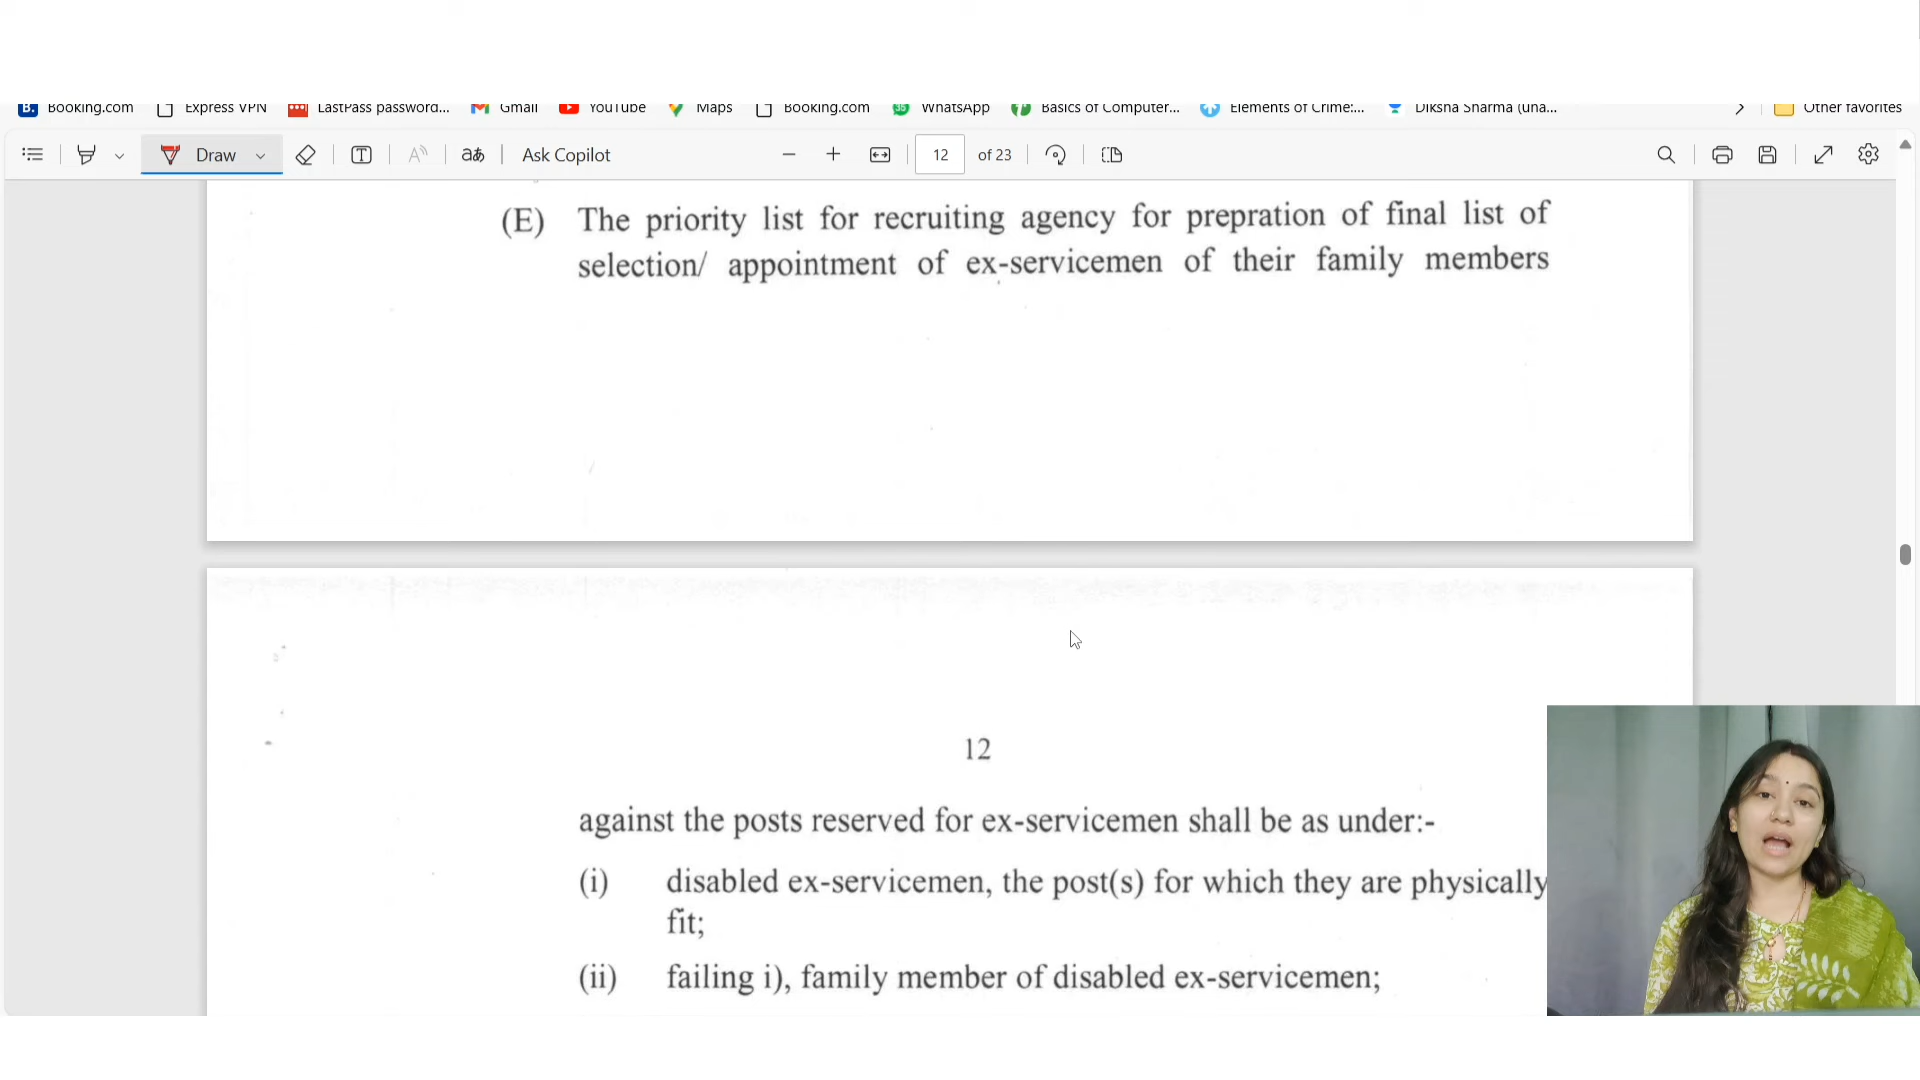 Booking.com Express VPN LastPass password... Gmail YouTube Maps Booking.com WhatsApp Basics of Computer... Elements of Crime:... Diksha Sharma (una... Other favorites
Draw Ask Copilot 12 of 23
(E) The priority list for recruiting agency for prepration of final list of
selection/ appointment of ex-servicemen of their family members
12
against the posts reserved for ex-servicemen shall be as under:-
(i) disabled ex-servicemen, the post(s) for which they are physically
fit;
(ii) failing i), family member of disabled ex-servicemen;